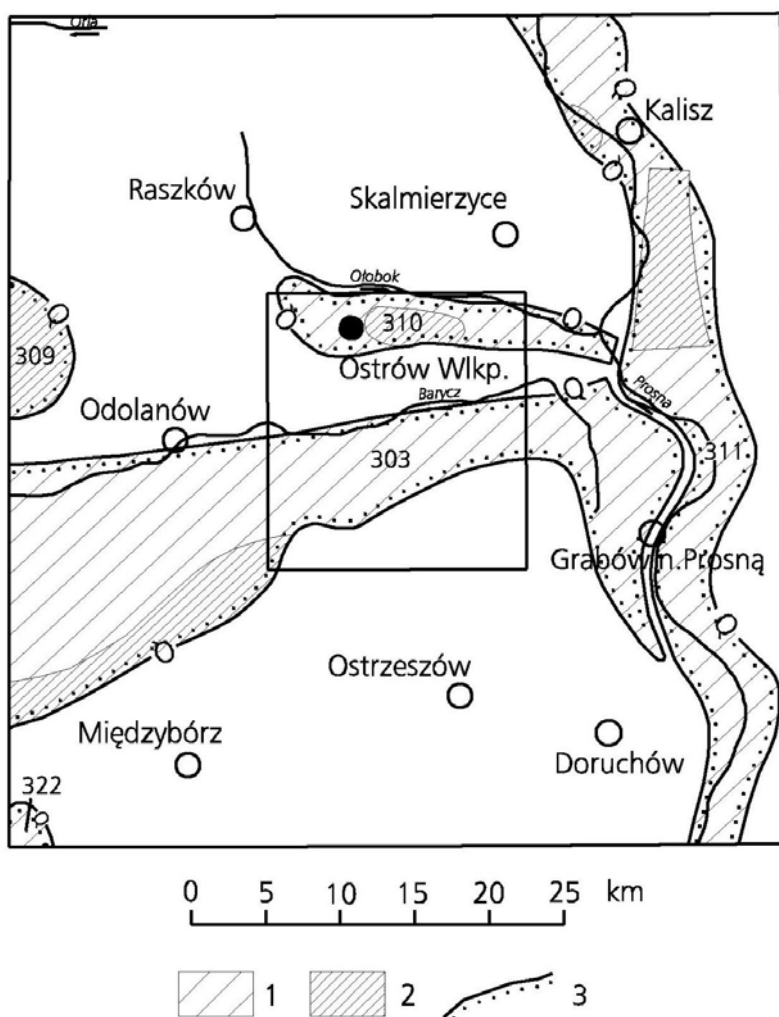 Orla
Q
Kalisz
Q
Raszków
Skalmierzyce
Ołobok
Q
Q
310
Q
309
Ostrów Wlkp.
Prosna
Barycz
Q
Odolanów
303
311
Grabów n. Prosną
Q
Q
Ostrzeszów
Międzybórz
Doruchów
322
Q
0 5 10 15 20 25 km
1 2 3